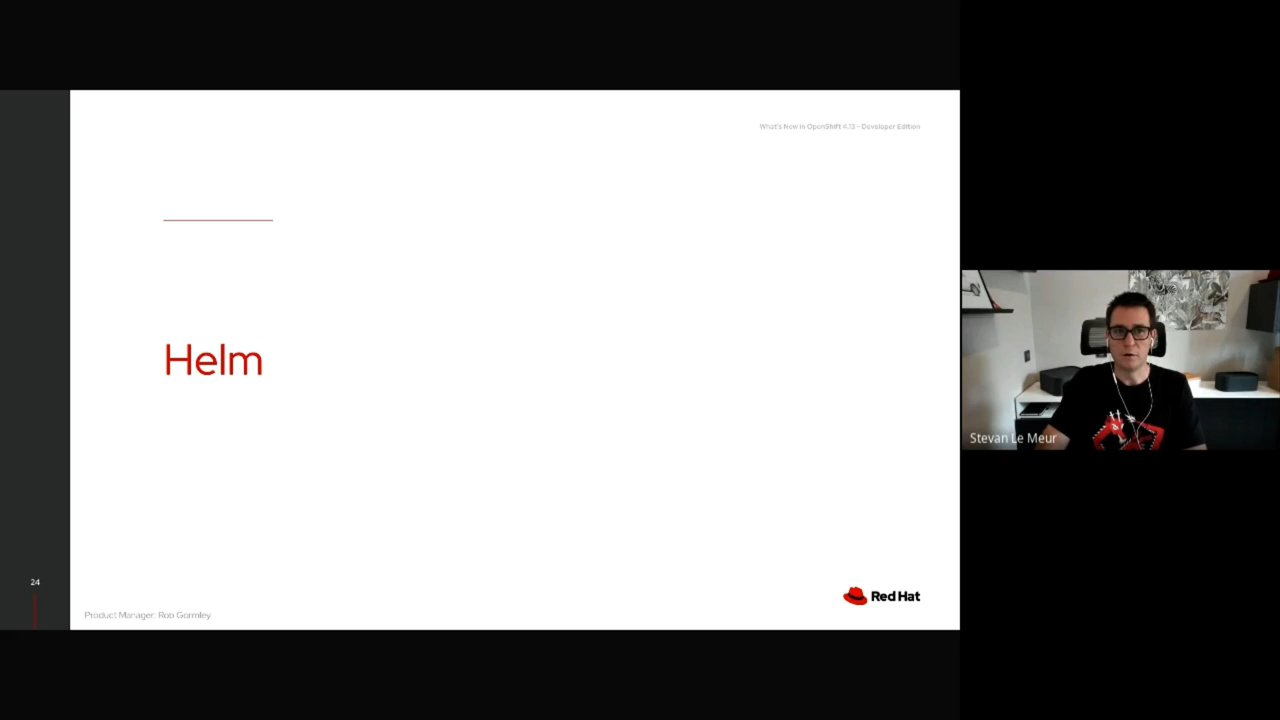 What's New in OpenShift 4.13 - Developer Edition
Helm
Stevan Le Meur
24
Red Hat
Product Manager: Rob Gormley